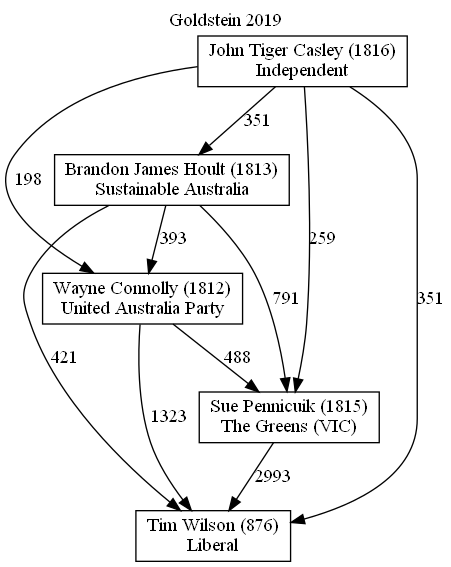 Goldstein 2019
John Tiger Casley (1816)
Independent
351
Brandon James Hoult (1813)
Sustainable Australia
198
393
259
Wayne Connolly (1812)
United Australia Party
791
351
421
488
Sue Pennicuik (1815)
The Greens (VIC)
1323
2993
Tim Wilson (876)
Liberal